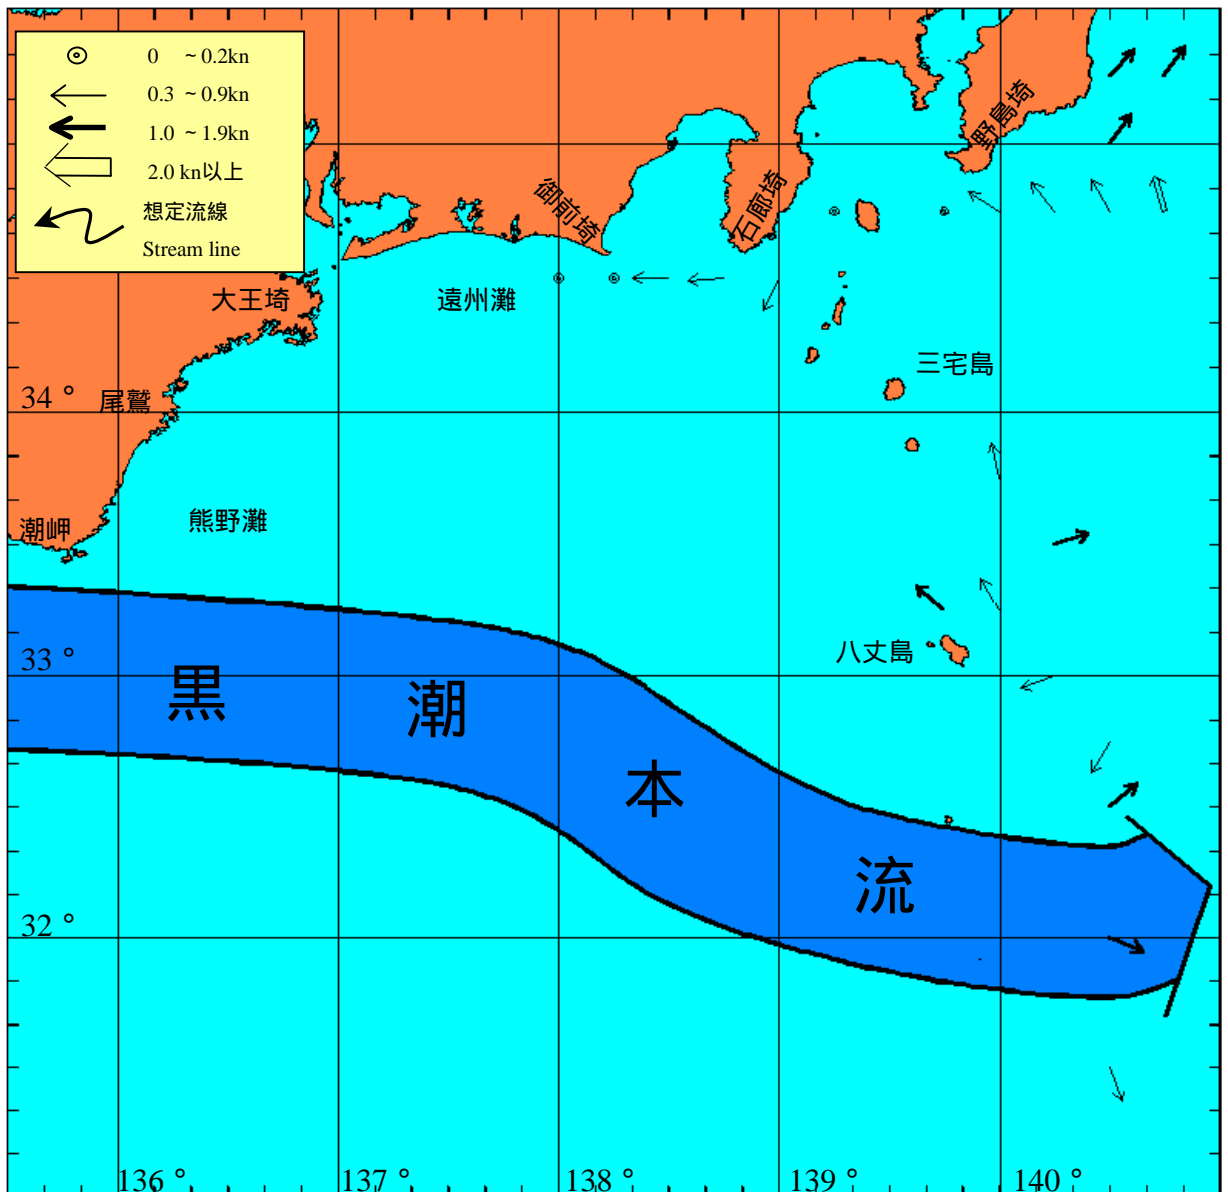 0 ~0.2kn
0.3 ~0.9kn
1.0 ~1.9kn
2.0 kn以上
想定流線
Stream line
野島埼
御前埼
石廊埼
大王埼
遠州灘
三宅島
34°
尾鷲
潮岬
熊野灘
八丈島
33°
黒潮本流
32°
136° 137° 138° 139° 140°